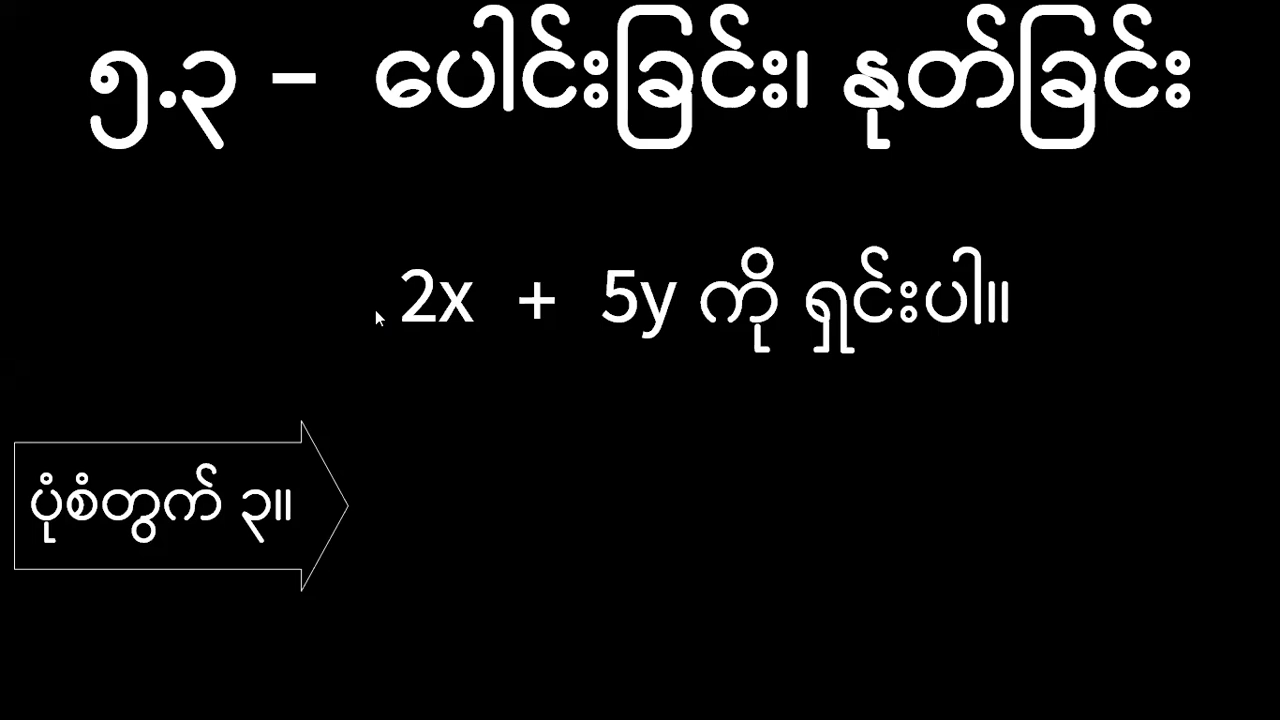 ၅.၃ – ပေါင်းခြင်း၊ နုတ်ခြင်း
2x + 5y ကို ရှင်းပါ။
ပုံစံတွက် ၃။